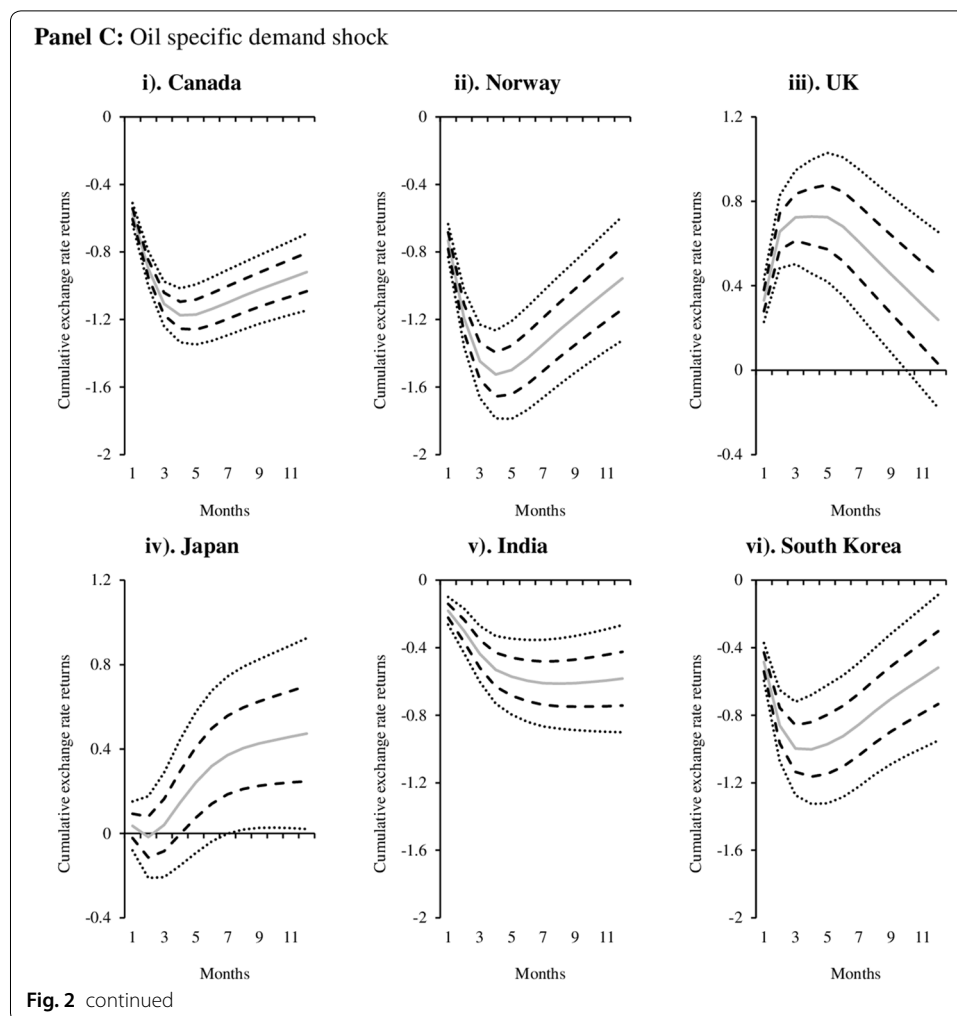 Panel C: Oil specific demand shock
i). Canada
ii). Norway
iii). UK
Cumulative exchange rate returns
0
-0.4
-0.8
-1.2
-1.6
-2
1 3 5 7 9 11
Months
Cumulative exchange rate returns
0
-0.4
-0.8
-1.2
-1.6
-2
1 3 5 7 9 11
Months
Cumulative exchange rate returns
1.2
0.8
0.4
0
-0.4
1 3 5 7 9 11
Months
iv). Japan
v). India
vi). South Korea
Cumulative exchange rate returns
1.2
0.8
0.4
0
-0.4
1 3 5 7 9 11
Months
Cumulative exchange rate returns
0
-0.4
-0.8
-1.2
-1.6
-2
1 3 5 7 9 11
Months
Cumulative exchange rate returns
0
-0.4
-0.8
-1.2
-1.6
-2
1 3 5 7 9 11
Months
Fig. 2 continued